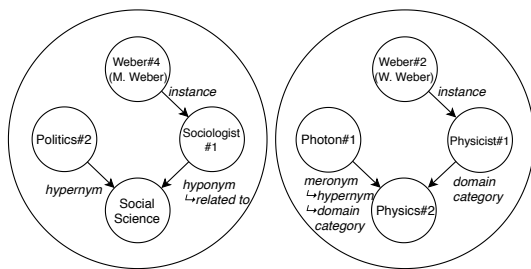 Weber#4
(M. Weber)
instance
Politics#2
Sociologist
#1
hypernym
hyponym
↳related to
Social
Science
Weber#2
(W. Weber)
instance
Photon#1
Physicist#1
meronym
↳hypernym
↳domain
category
domain
category
Physics#2